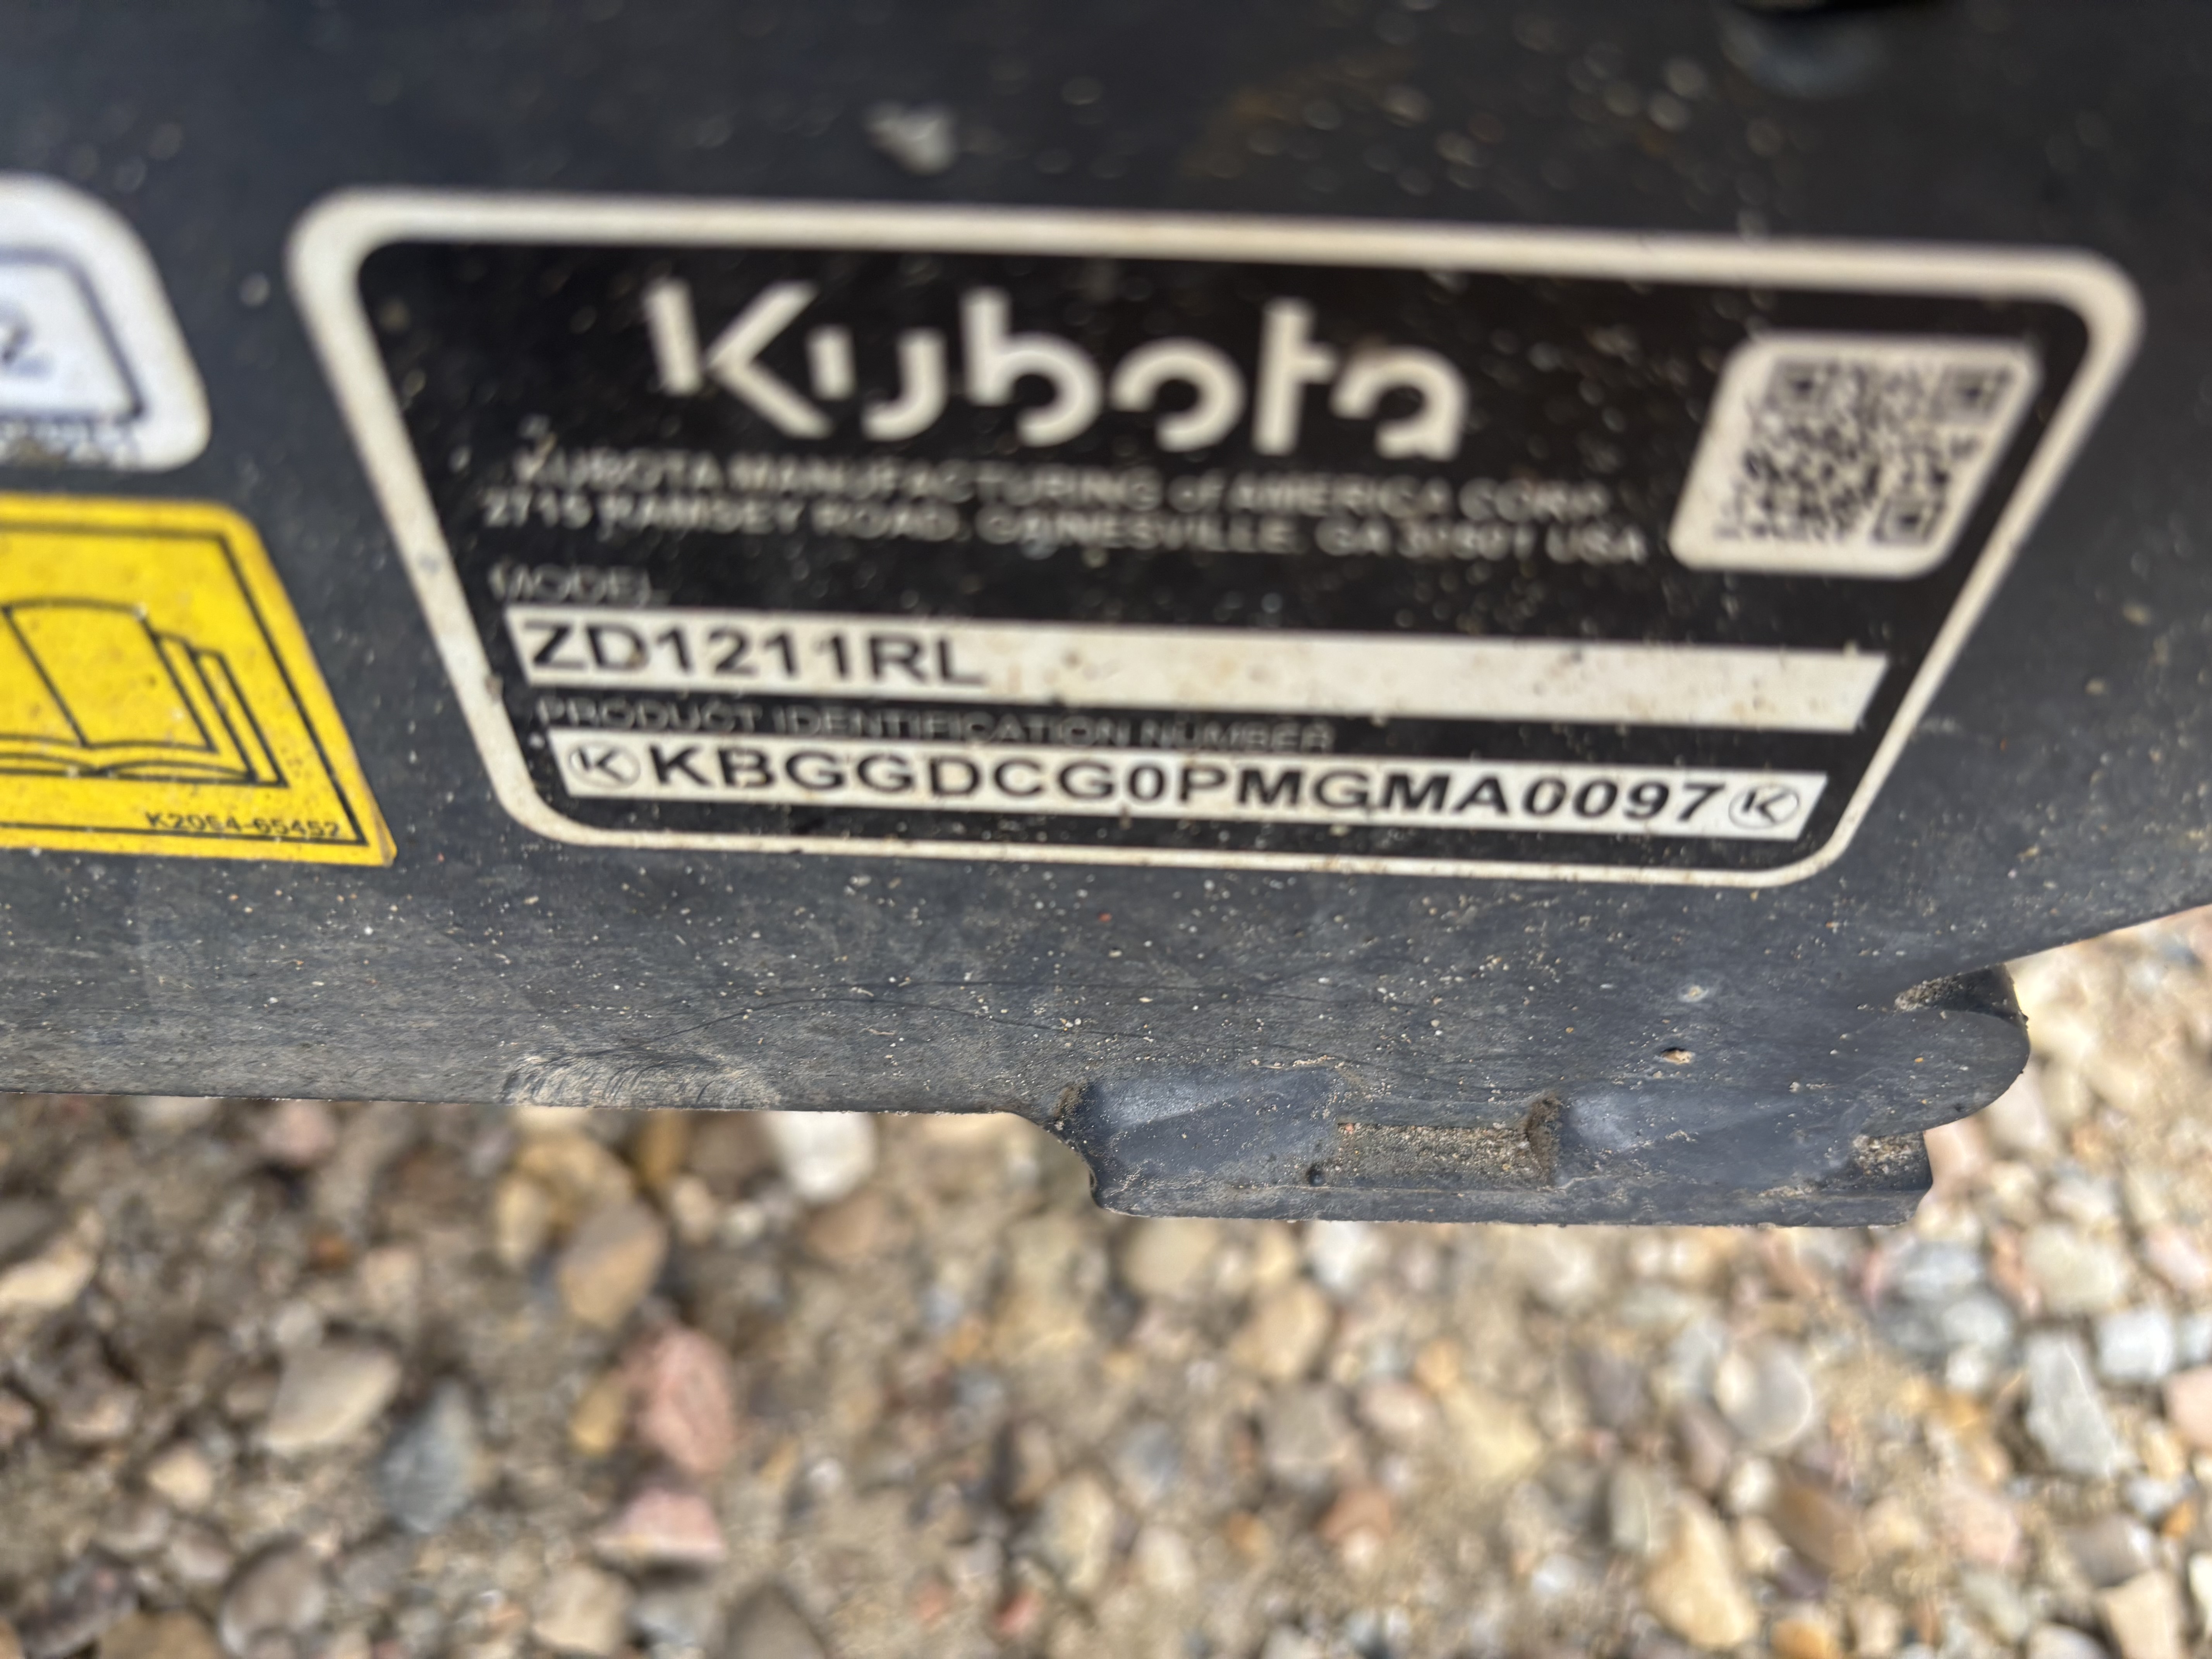 Kubota
KUBOTA MANUFACTURING of AMERICA CORP.
2715 RAMSEY ROAD, GAINESVILLE, GA 30501 USA
MODEL
ZD1211RL
PRODUCT IDENTIFICATION NUMBER
KBGGDCG0PMGMA0097
K2054-65452